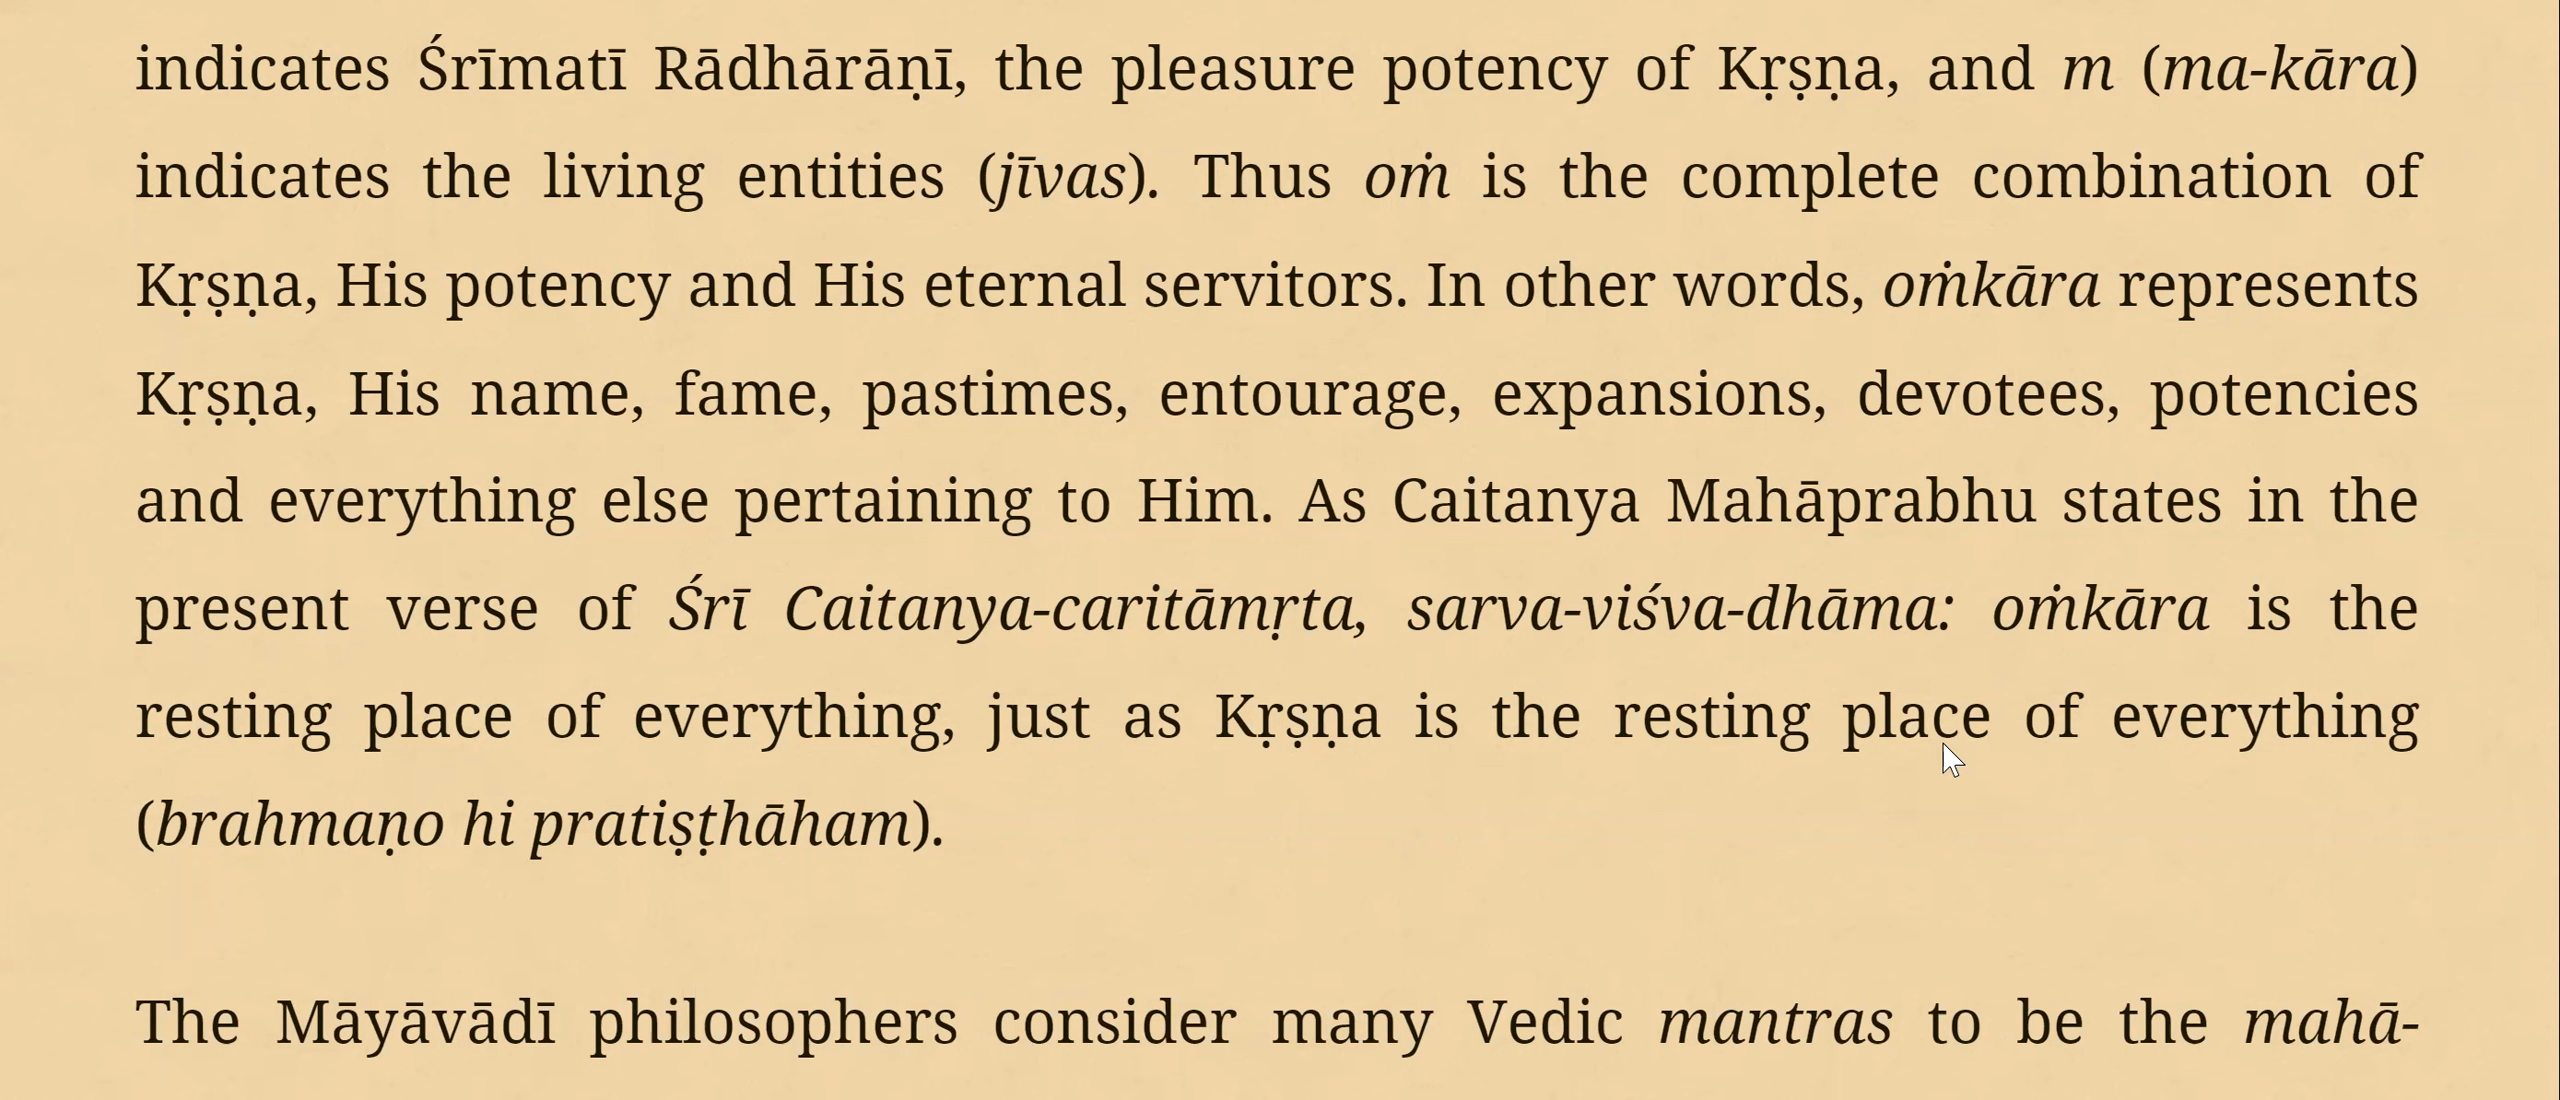 indicates Śrīmatī Rādhārāṇī, the pleasure potency of Kṛṣṇa, and m (ma-kāra)
indicates the living entities (jīvas). Thus oṁ is the complete combination of
Kṛṣṇa, His potency and His eternal servitors. In other words, oṁkāra represents
Kṛṣṇa, His name, fame, pastimes, entourage, expansions, devotees, potencies
and everything else pertaining to Him. As Caitanya Mahāprabhu states in the
present verse of Śrī Caitanya-caritāmṛta, sarva-viśva-dhāma: oṁkāra is the
resting place of everything, just as Kṛṣṇa is the resting place of everything
(brahmaṇo hi pratiṣṭhāham).
The Māyāvādī philosophers consider many Vedic mantras to be the mahā-